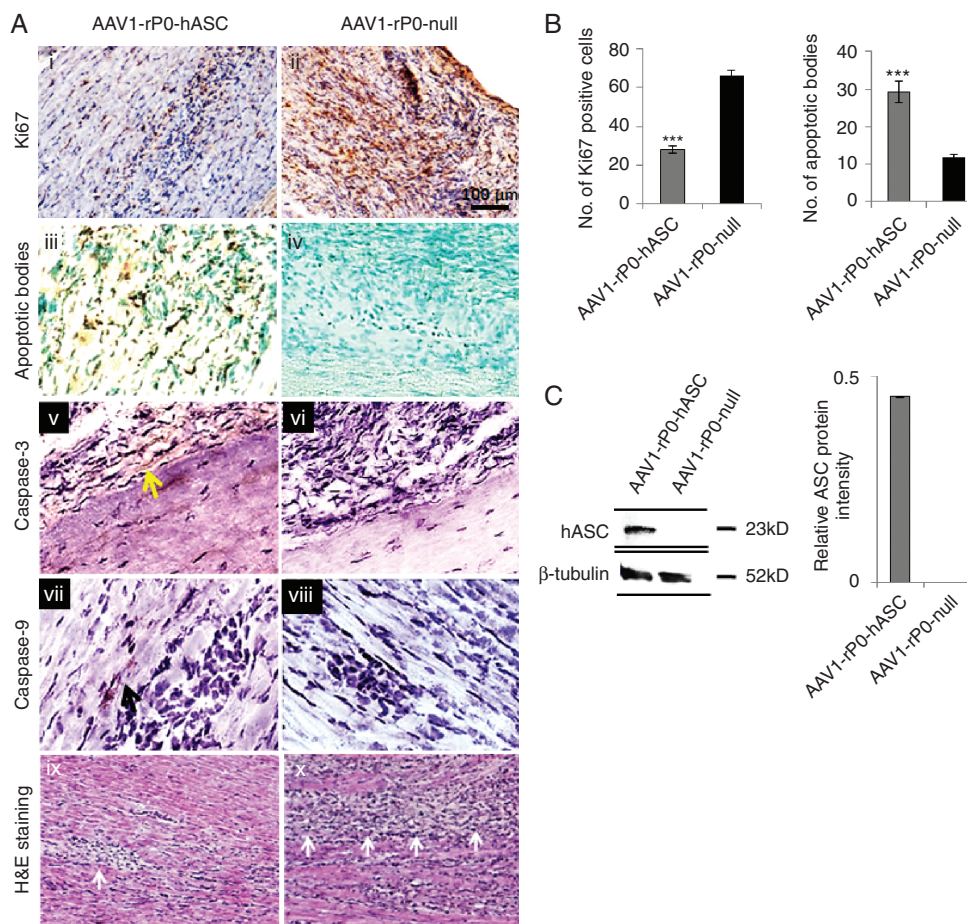 A
AAV1-rP0-hASC
AAV1-rP0-null
Ki67
i
ii
100 µm
Apoptotic bodies
iii
iv
Caspase-3
v
vi
Caspase-9
vii
viii
H&E staining
ix
x
B
No. of Ki67 positive cells
80
60
40
20
0
***
AAV1-rP0-hASC
AAV1-rP0-null
No. of apoptotic bodies
40
30
20
10
0
***
AAV1-rP0-hASC
AAV1-rP0-null
C
AAV1-rP0-hASC
AAV1-rP0-null
hASC
23kD
β-tubulin
52kD
Relative ASC protein
intensity
0.5
0
AAV1-rP0-hASC
AAV1-rP0-null